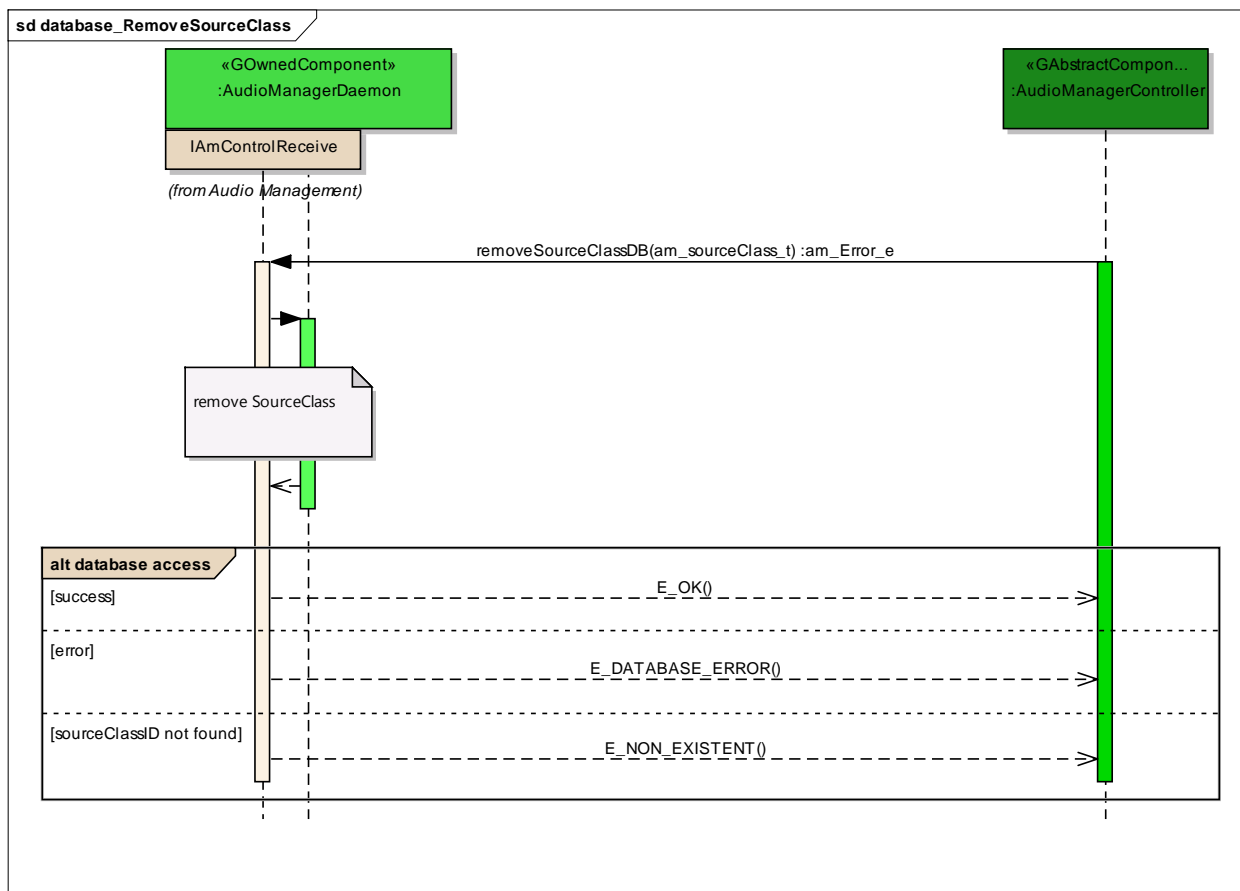 sd database_RemoveSourceClass
«GOwnedComponent»
:AudioManagerDaemon
«GAbstractCompon...
:AudioManagerController
IAmControlReceive
(from Audio Management)
removeSourceClassDB(am_sourceClass_t) :am_Error_e
remove SourceClass
alt database access
[success]
E_OK()
[error]
E_DATABASE_ERROR()
[sourceClassID not found]
E_NON_EXISTENT()